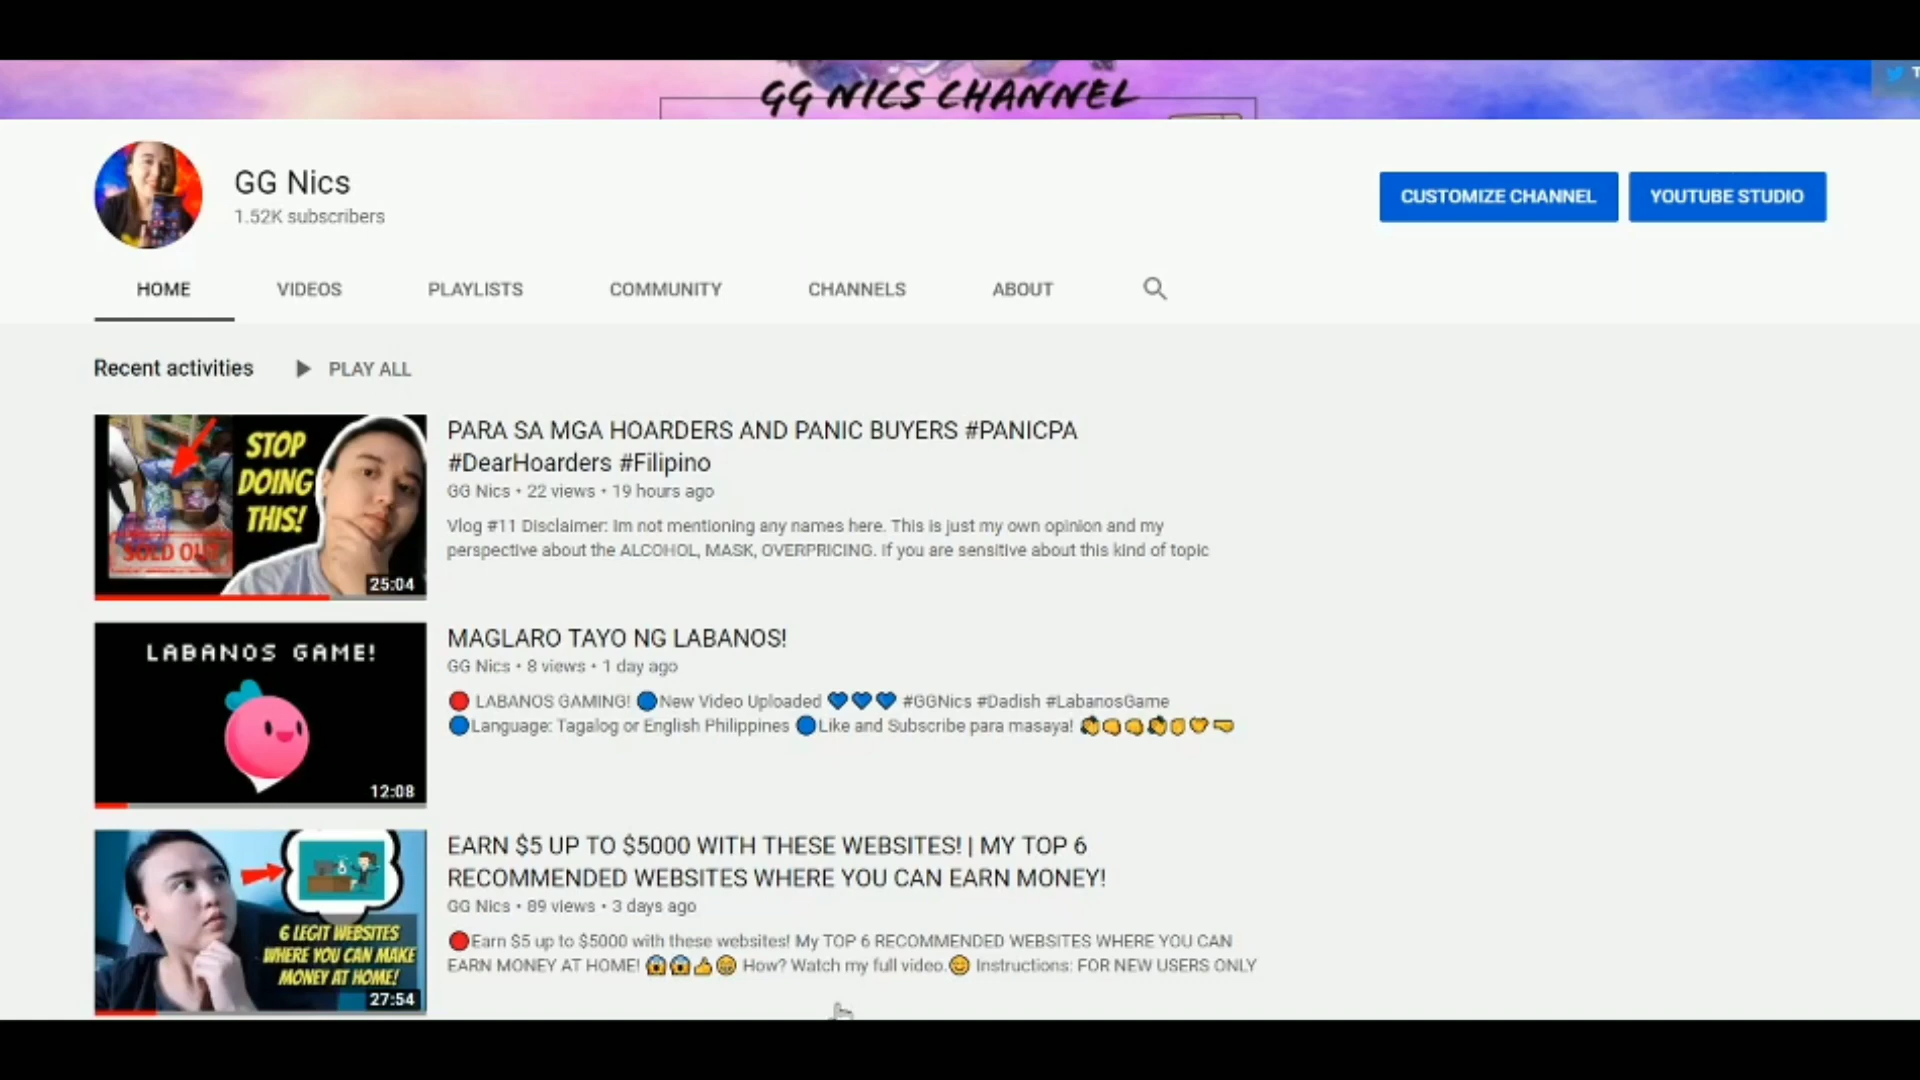 GG NICS CHANNEL
GG Nics
1.52K subscribers
CUSTOMIZE CHANNEL
YOUTUBE STUDIO
HOME
VIDEOS
PLAYLISTS
COMMUNITY
CHANNELS
ABOUT
Recent activities
PLAY ALL
STOP
DOING
THIS!
SOLD OUT
25:04
PARA SA MGA HOARDERS AND PANIC BUYERS #PANICPA
#DearHoarders #Filipino
GG Nics • 22 views • 19 hours ago
Vlog #11 Disclaimer: Im not mentioning any names here. This is just my own opinion and my
perspective about the ALCOHOL, MASK, OVERPRICING. If you are sensitive about this kind of topic
LABANOS GAME!
12:08
MAGLARO TAYO NG LABANOS!
GG Nics • 8 views • 1 day ago
🔴 LABANOS GAMING! 🔵New Video Uploaded 💙💙💙 #GGNics #Dadish #LabanosGame
🔵Language: Tagalog or English Philippines 🔵Like and Subscribe para masaya!
6 LEGIT WEBSITES
WHERE YOU CAN MAKE
MONEY AT HOME!
27:54
EARN $5 UP TO $5000 WITH THESE WEBSITES! | MY TOP 6
RECOMMENDED WEBSITES WHERE YOU CAN EARN MONEY!
GG Nics • 89 views • 3 days ago
🔴Earn $5 up to $5000 with these websites! My TOP 6 RECOMMENDED WEBSITES WHERE YOU CAN
EARN MONEY AT HOME! 😱😱👍😁 How? Watch my full video.😊 Instructions: FOR NEW USERS ONLY